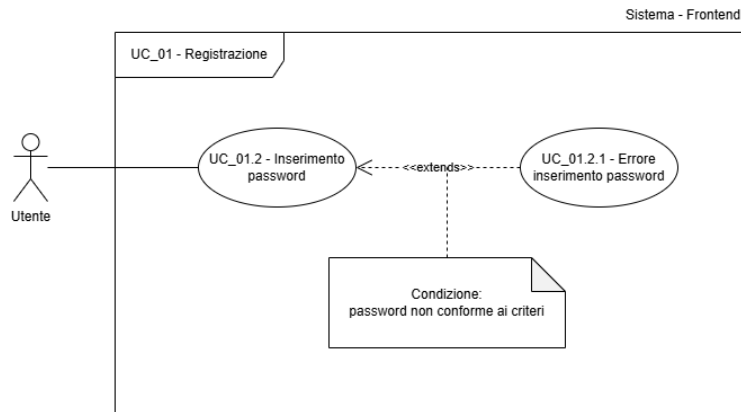 Sistema - Frontend
UC_01 - Registrazione
UC_01.2 - Inserimento
password
<<extends>>
UC_01.2.1 - Errore
inserimento password
Utente
Condizione:
password non conforme ai criteri